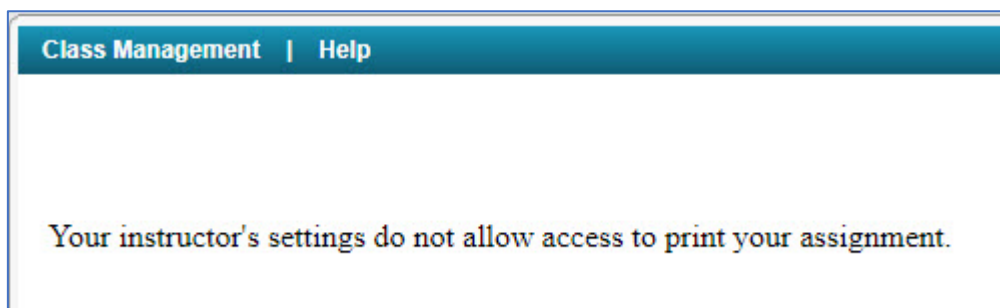 Class Management | Help
Your instructor's settings do not allow access to print your assignment.